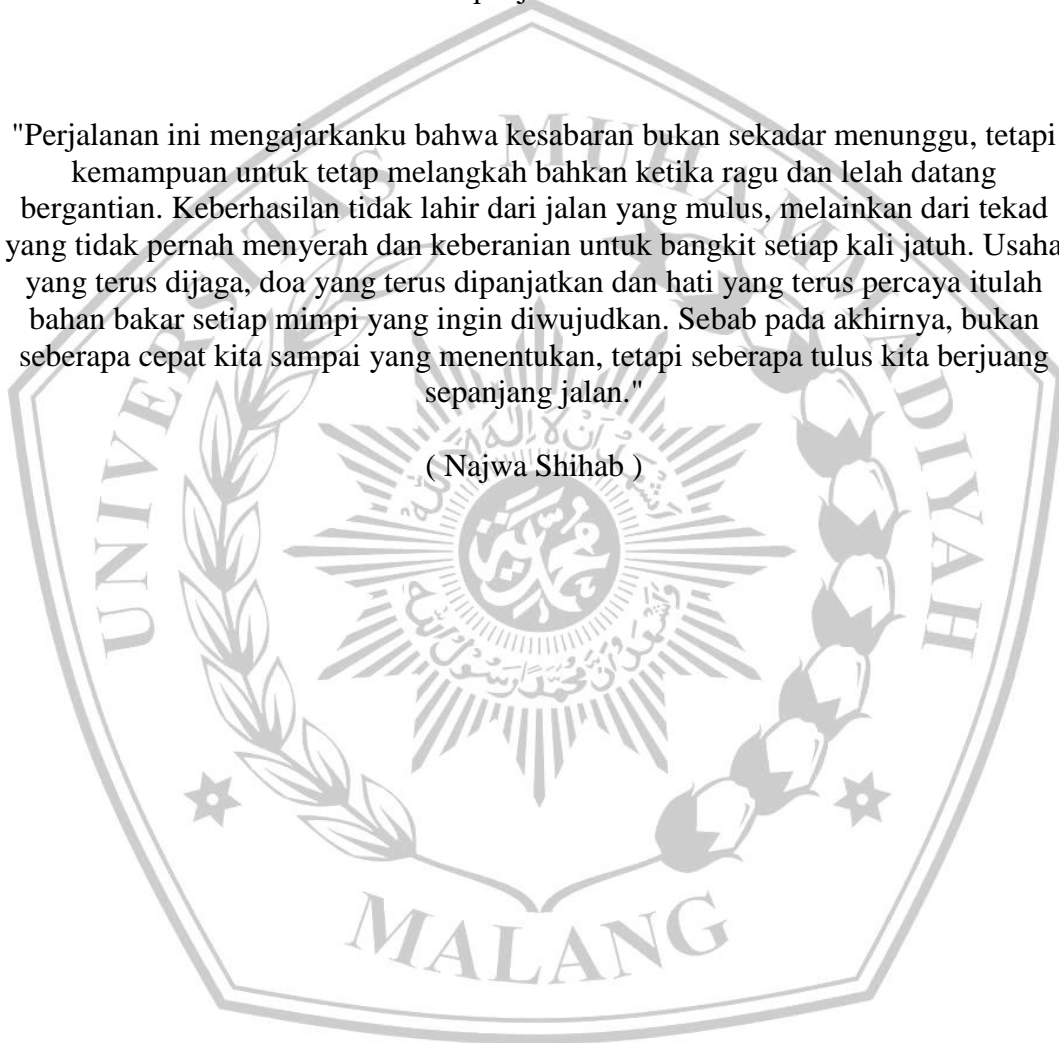 "Perjalanan ini mengajarkanku bahwa kesabaran bukan sekadar menunggu, tetapi
kemampuan untuk tetap melangkah bahkan ketika ragu dan lelah datang
bergantian. Keberhasilan tidak lahir dari jalan yang mulus, melainkan dari tekad
yang tidak pernah menyerah dan keberanian untuk bangkit setiap kali jatuh. Usaha
yang terus dijaga, doa yang terus dipanjatkan dan hati yang terus percaya itulah
bahan bakar setiap mimpi yang ingin diwujudkan. Sebab pada akhirnya, bukan
seberapa cepat kita sampai yang menentukan, tetapi seberapa tulus kita berjuang
sepanjang jalan."
( Najwa Shihab )
UNIVERSITAS MUHAMMADIYAH
MALANG